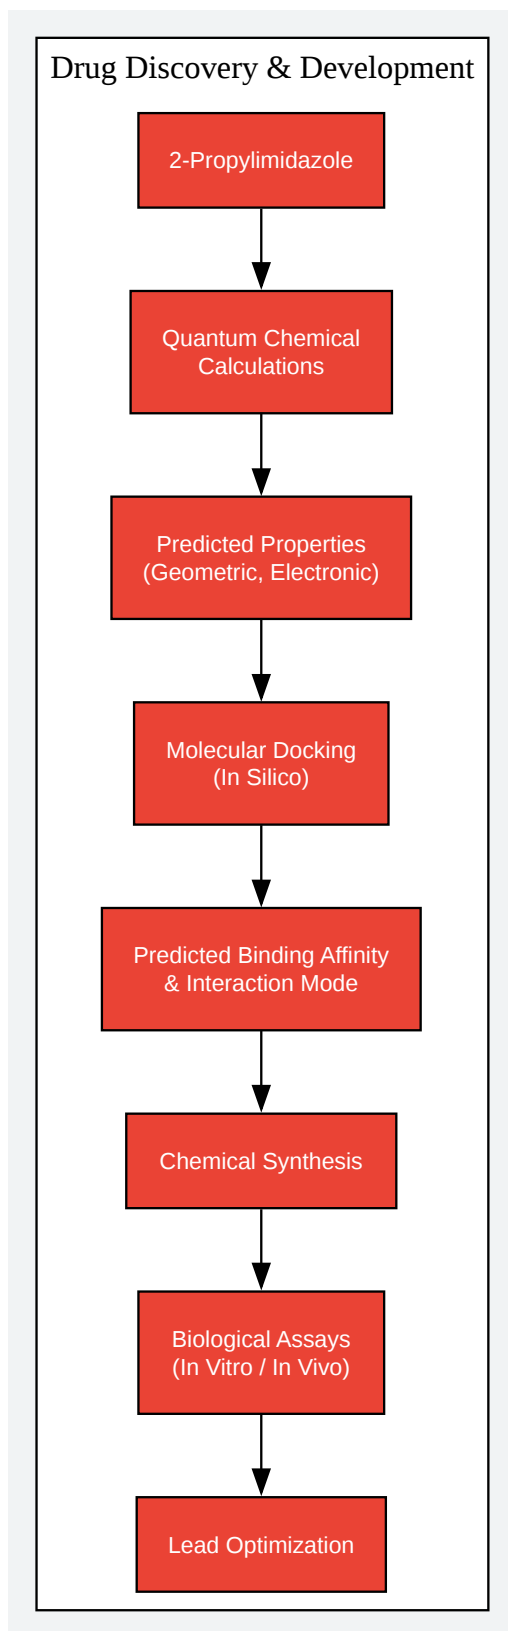 Drug Discovery & Development
2-Propylimidazole
Quantum Chemical
Calculations
Predicted Properties
(Geometric, Electronic)
Molecular Docking
(In Silico)
Predicted Binding Affinity
& Interaction Mode
Chemical Synthesis
Biological Assays
(In Vitro / In Vivo)
Lead Optimization